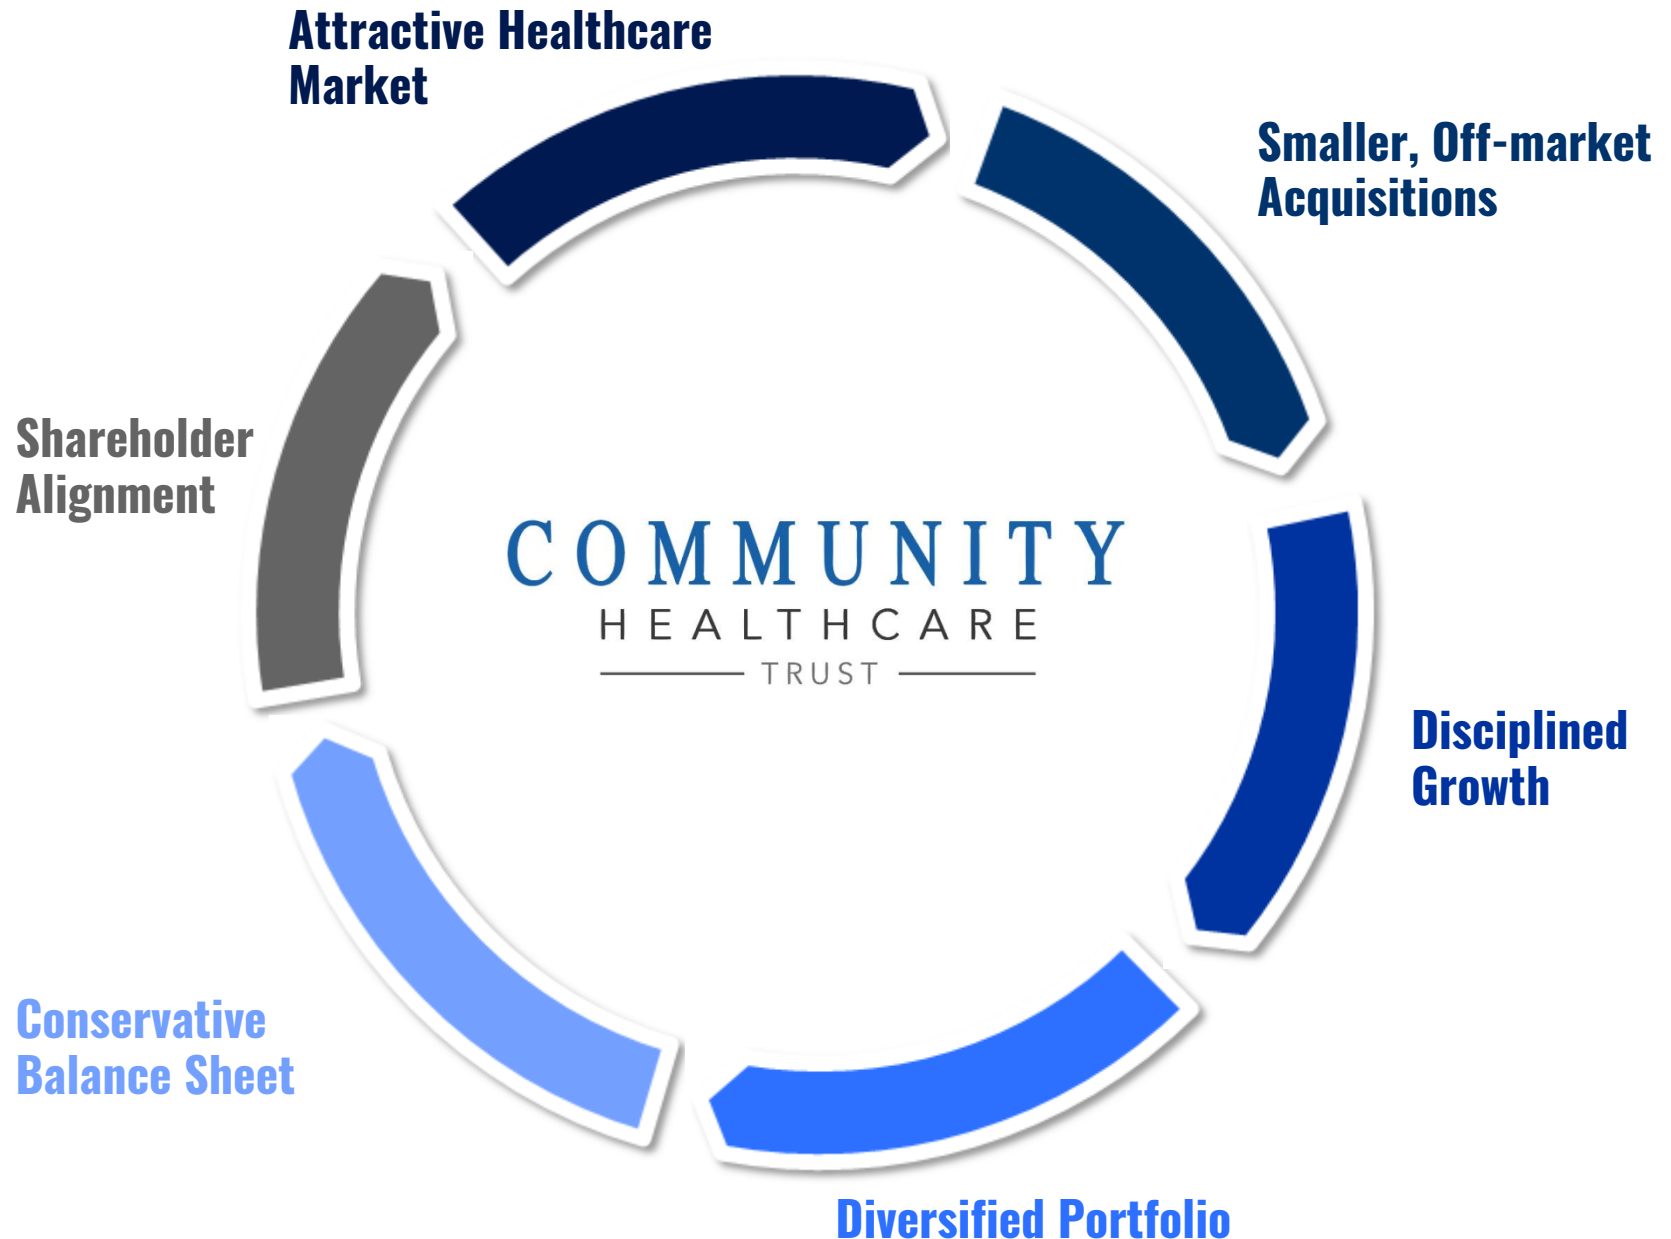 Attractive Healthcare
Market
Smaller, Off-market
Acquisitions
Shareholder
Alignment
COMMUNITY
HEALTHCARE
TRUST
Disciplined
Growth
Conservative
Balance Sheet
Diversified Portfolio